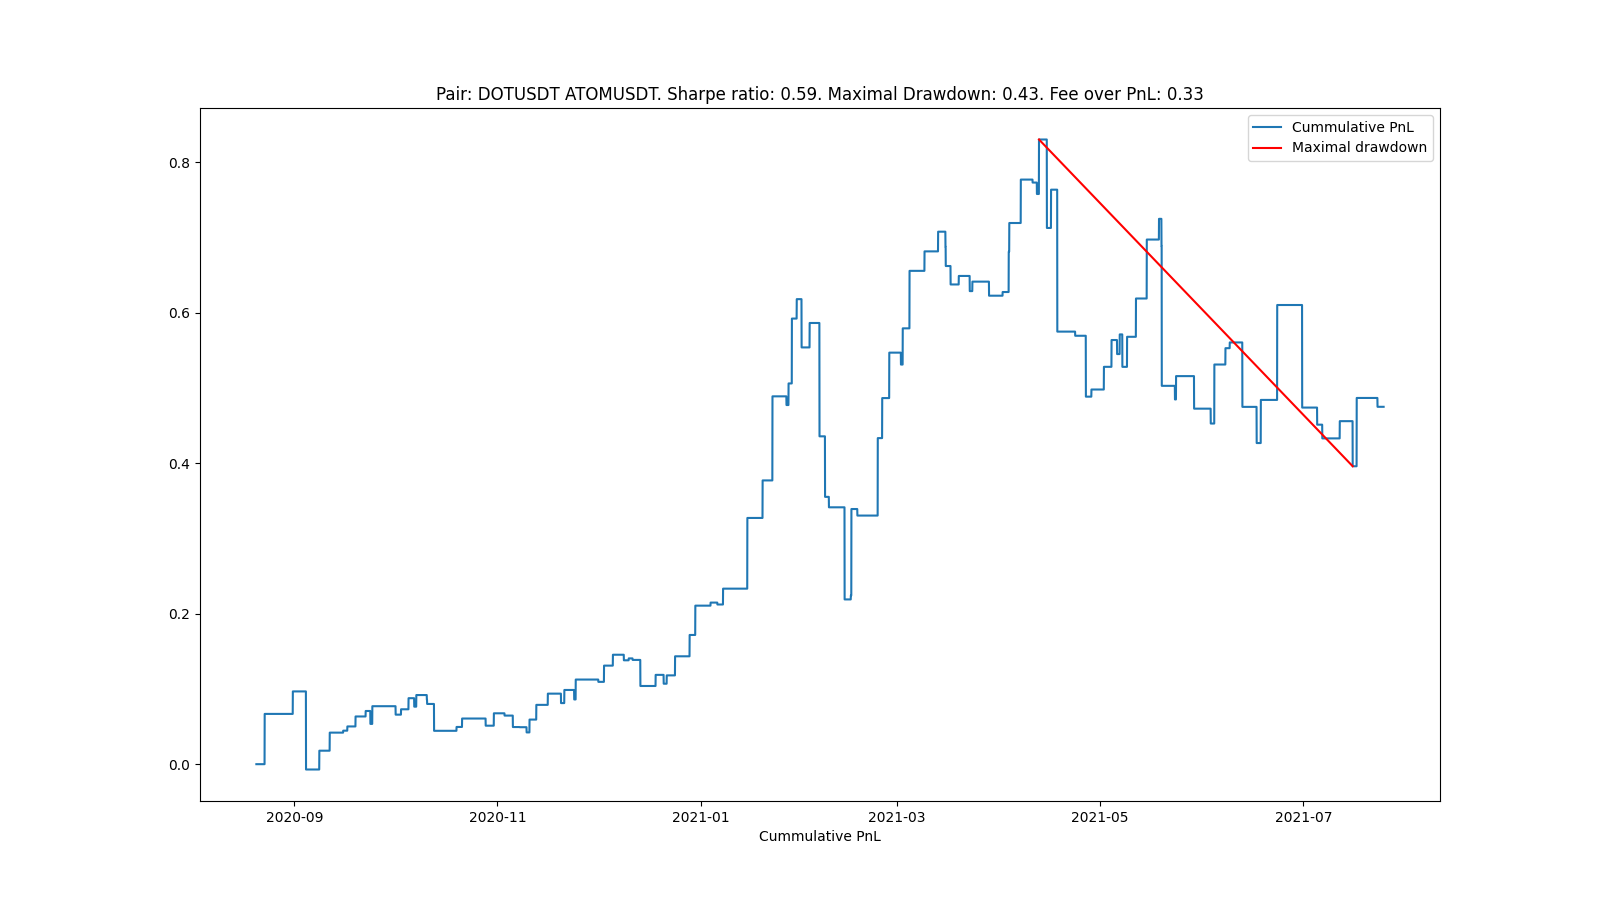 Pair: DOTUSDT ATOMUSDT. Sharpe ratio: 0.59. Maximal Drawdown: 0.43. Fee over PnL: 0.33
Cummulative PnL
Maximal drawdown
0.8
0.6
0.4
0.2
0.0
2020-09 2020-11 2021-01 2021-03 2021-05 2021-07
Cummulative PnL